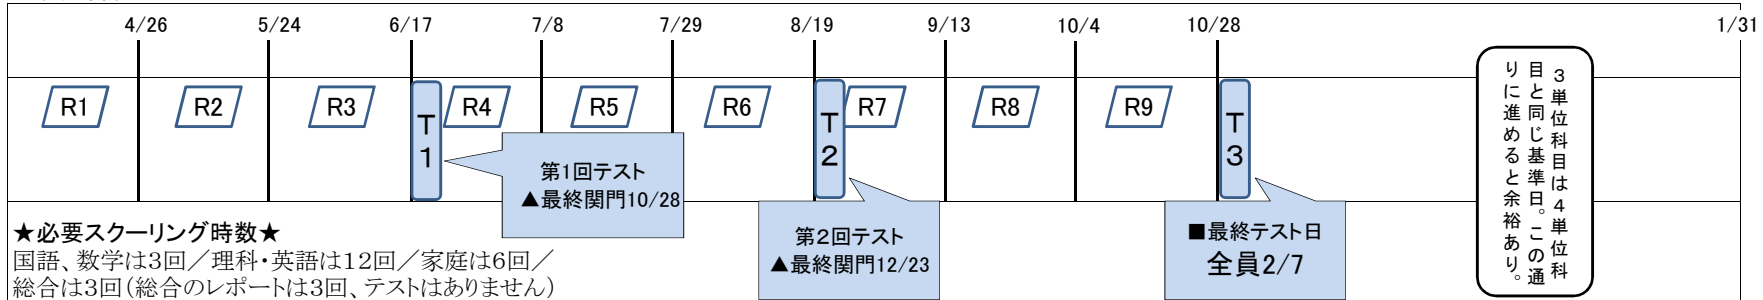 4/26
5/24
6/17
7/8
7/29
8/19
9/13
10/4
10/28
1/31
R1
R2
R3
T1
R4
R5
R6
T2
R7
R8
R9
T3
第1回テスト
▲最終関門10/28
第2回テスト
▲最終関門12/23
■最終テスト日
全員2/7
3単位科目は4単位科
目と同じ基準日。この通
りに進めると余裕あり。
★必要スクーリング時数★
国語、数学は3回／理科・英語は12回／家庭は6回／
総合は3回(総合のレポートは3回、テストはありません)